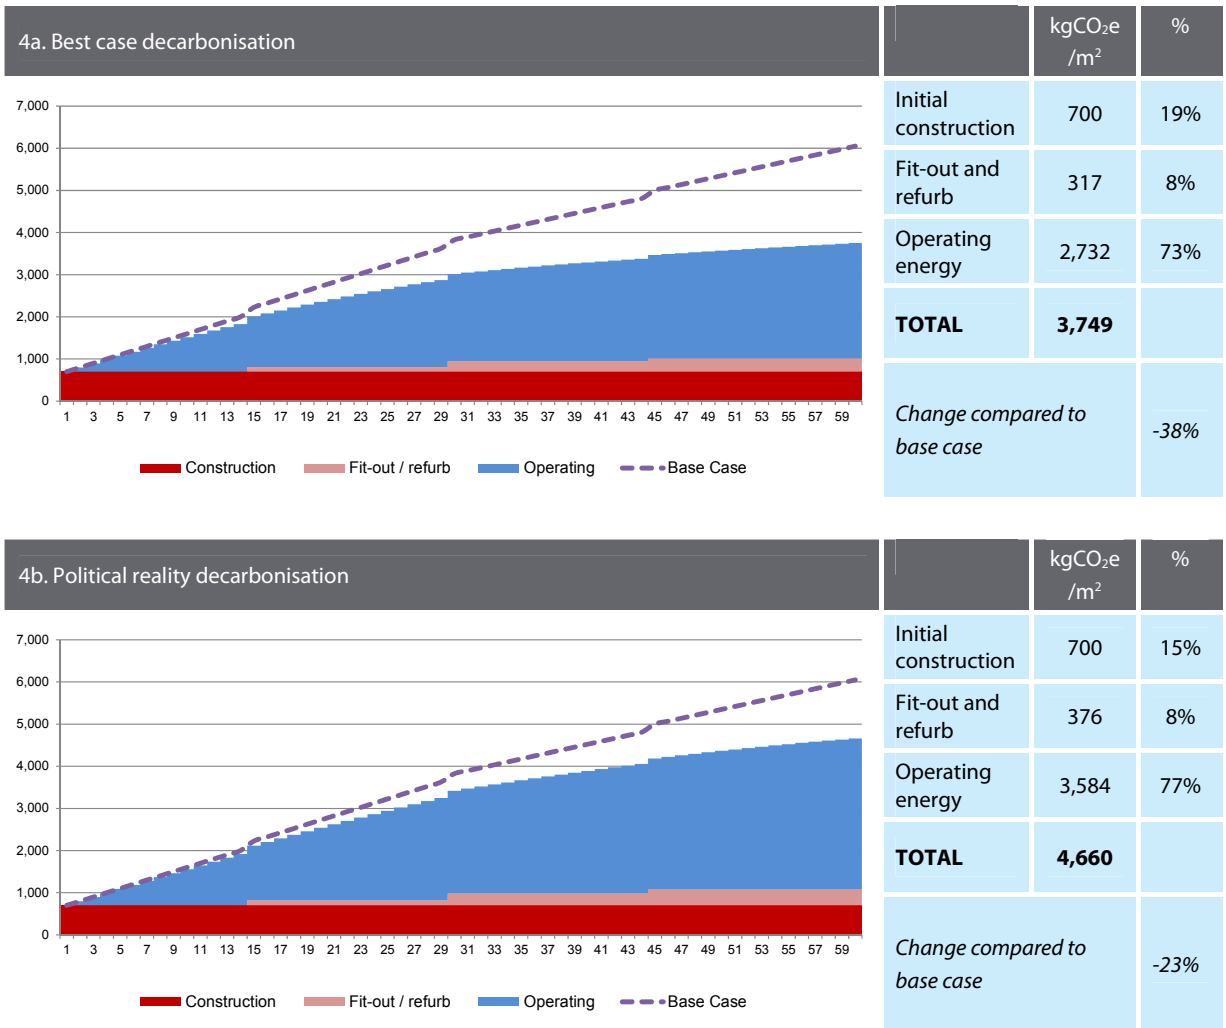 4a. Best case decarbonisation
kgCO₂e
/m²
%
7,000
6,000
5,000
4,000
3,000
2,000
1,000
0
1 3 5 7 9 11 13 15 17 19 21 23 25 27 29 31 33 35 37 39 41 43 45 47 49 51 53 55 57 59
Construction Fit-out / refurb Operating Base Case
Initial
construction
700
19%
Fit-out and
refurb
317
8%
Operating
energy
2,732
73%
TOTAL
3,749
Change compared to
base case
-38%
4b. Political reality decarbonisation
kgCO₂e
/m²
%
7,000
6,000
5,000
4,000
3,000
2,000
1,000
0
1 3 5 7 9 11 13 15 17 19 21 23 25 27 29 31 33 35 37 39 41 43 45 47 49 51 53 55 57 59
Construction Fit-out / refurb Operating Base Case
Initial
construction
700
15%
Fit-out and
refurb
376
8%
Operating
energy
3,584
77%
TOTAL
4,660
Change compared to
base case
-23%